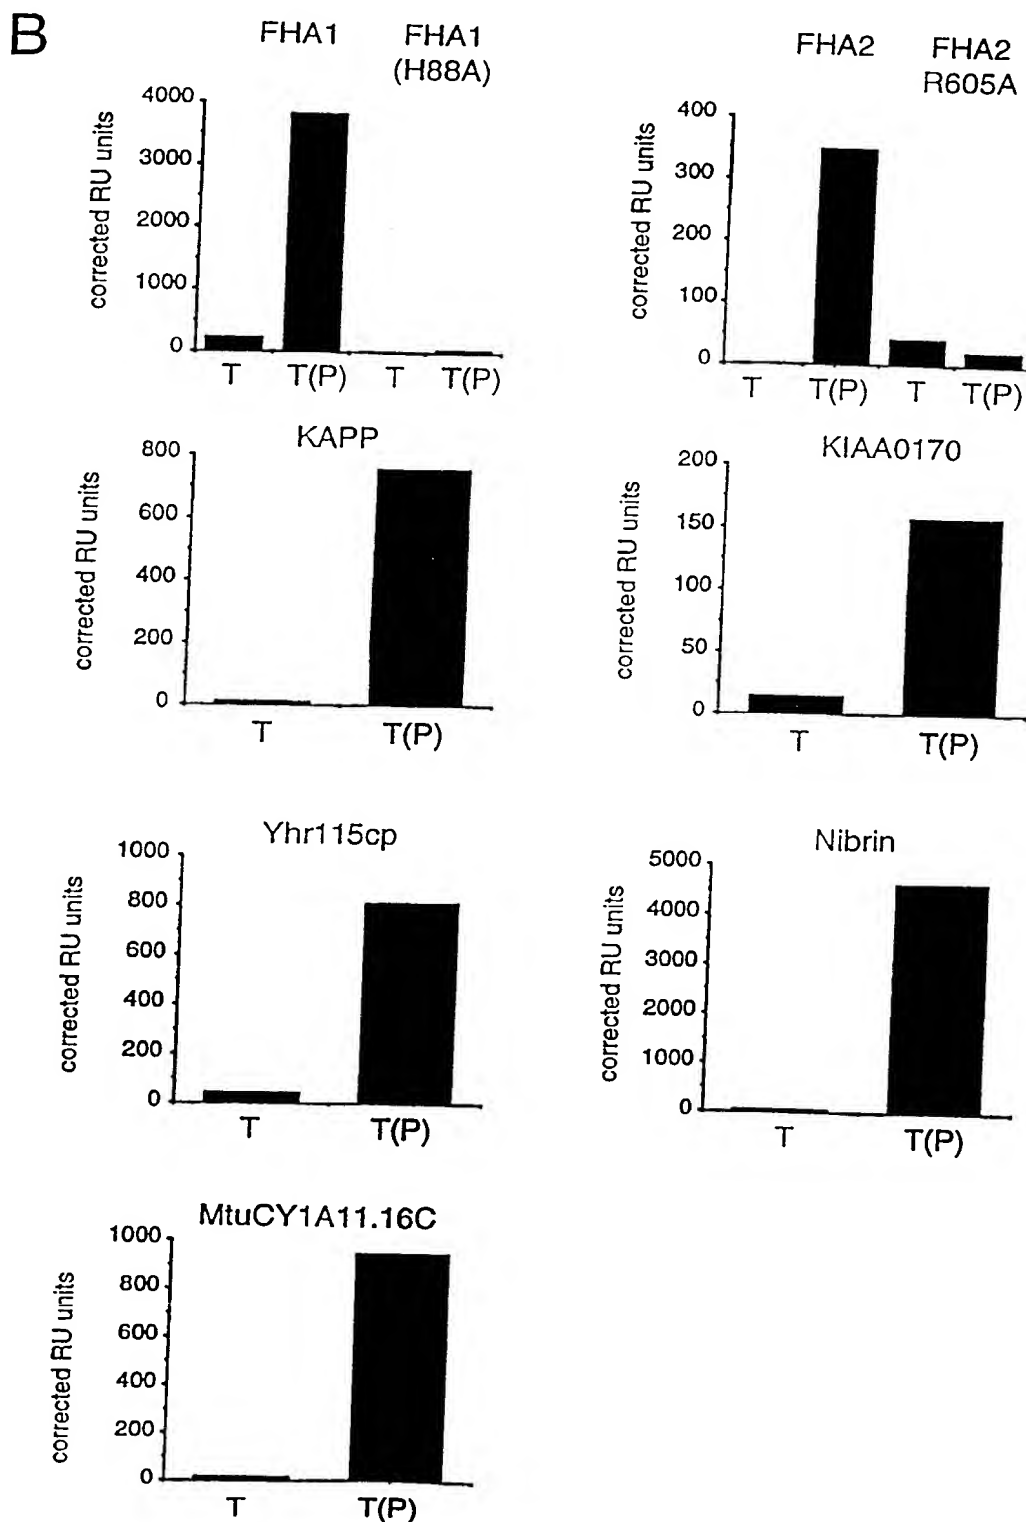 B
FHA1
FHA1
(H88A)
corrected RU units
4000
3000
2000
1000
0
T
T(P)
T
T(P)
FHA2
FHA2
R605A
corrected RU units
400
300
200
100
0
T
T(P)
T
T(P)
KAPP
corrected RU units
800
600
400
200
0
T
T(P)
KIAA0170
corrected RU units
200
150
100
50
0
T
T(P)
Yhr115cp
corrected RU units
1000
800
600
400
200
0
T
T(P)
Nibrin
corrected RU units
5000
4000
3000
2000
1000
0
T
T(P)
MtuCY1A11.16C
corrected RU units
1000
800
600
400
200
0
T
T(P)